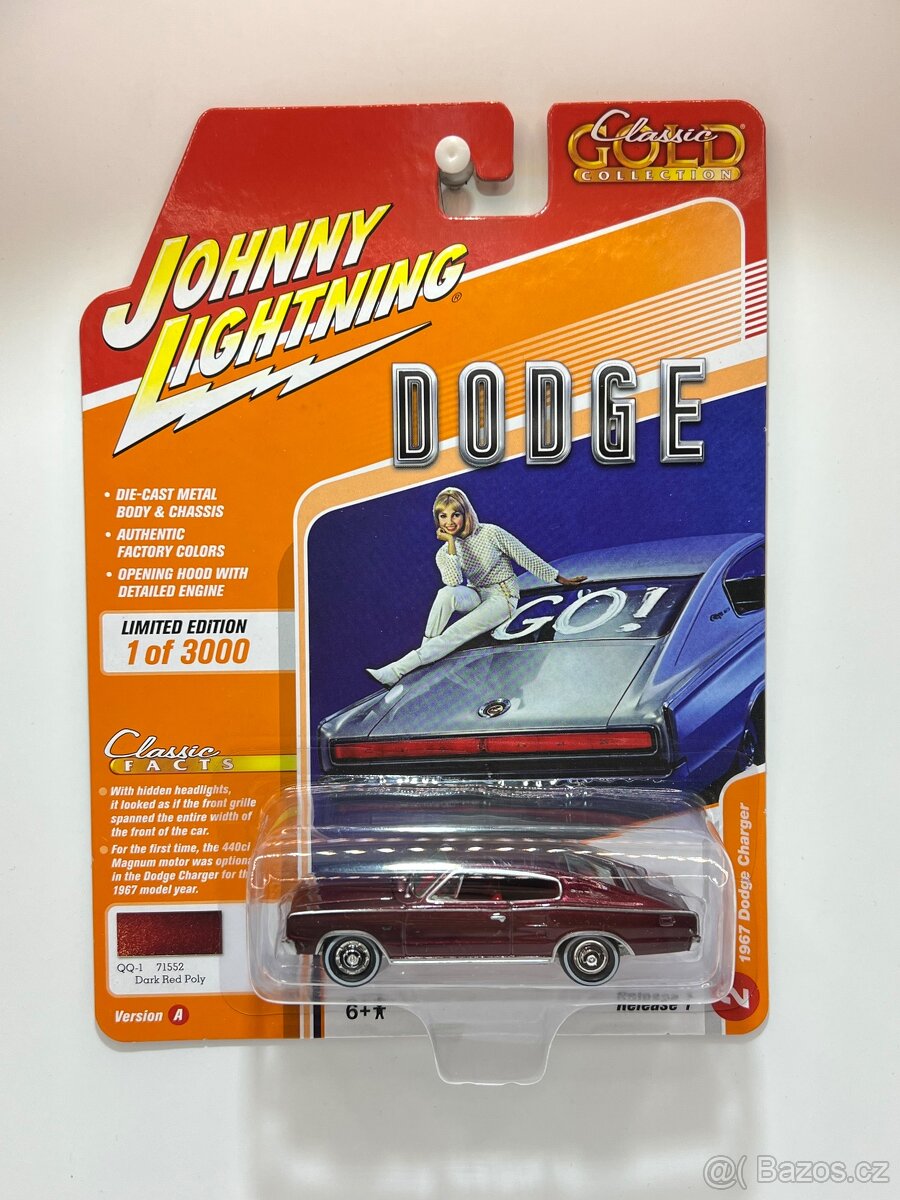 Classic
GOLD
COLLECTION
JOHNNY
LIGHTNING®
DODGE
• DIE-CAST METAL
BODY & CHASSIS
• AUTHENTIC
FACTORY COLORS
• OPENING HOOD WITH
DETAILED ENGINE
LIMITED EDITION
1 of 3000
GO!
Classic
FACTS
With hidden headlights,
it looked as if the front grille
spanned the entire width of
the front of the car.
For the first time, the 440ci
Magnum motor was optiona
in the Dodge Charger for th
1967 model year.
QQ-1 71552
Dark Red Poly
Version A
6+
Release 1
2
1967 Dodge Charger
@( Bazos.cz